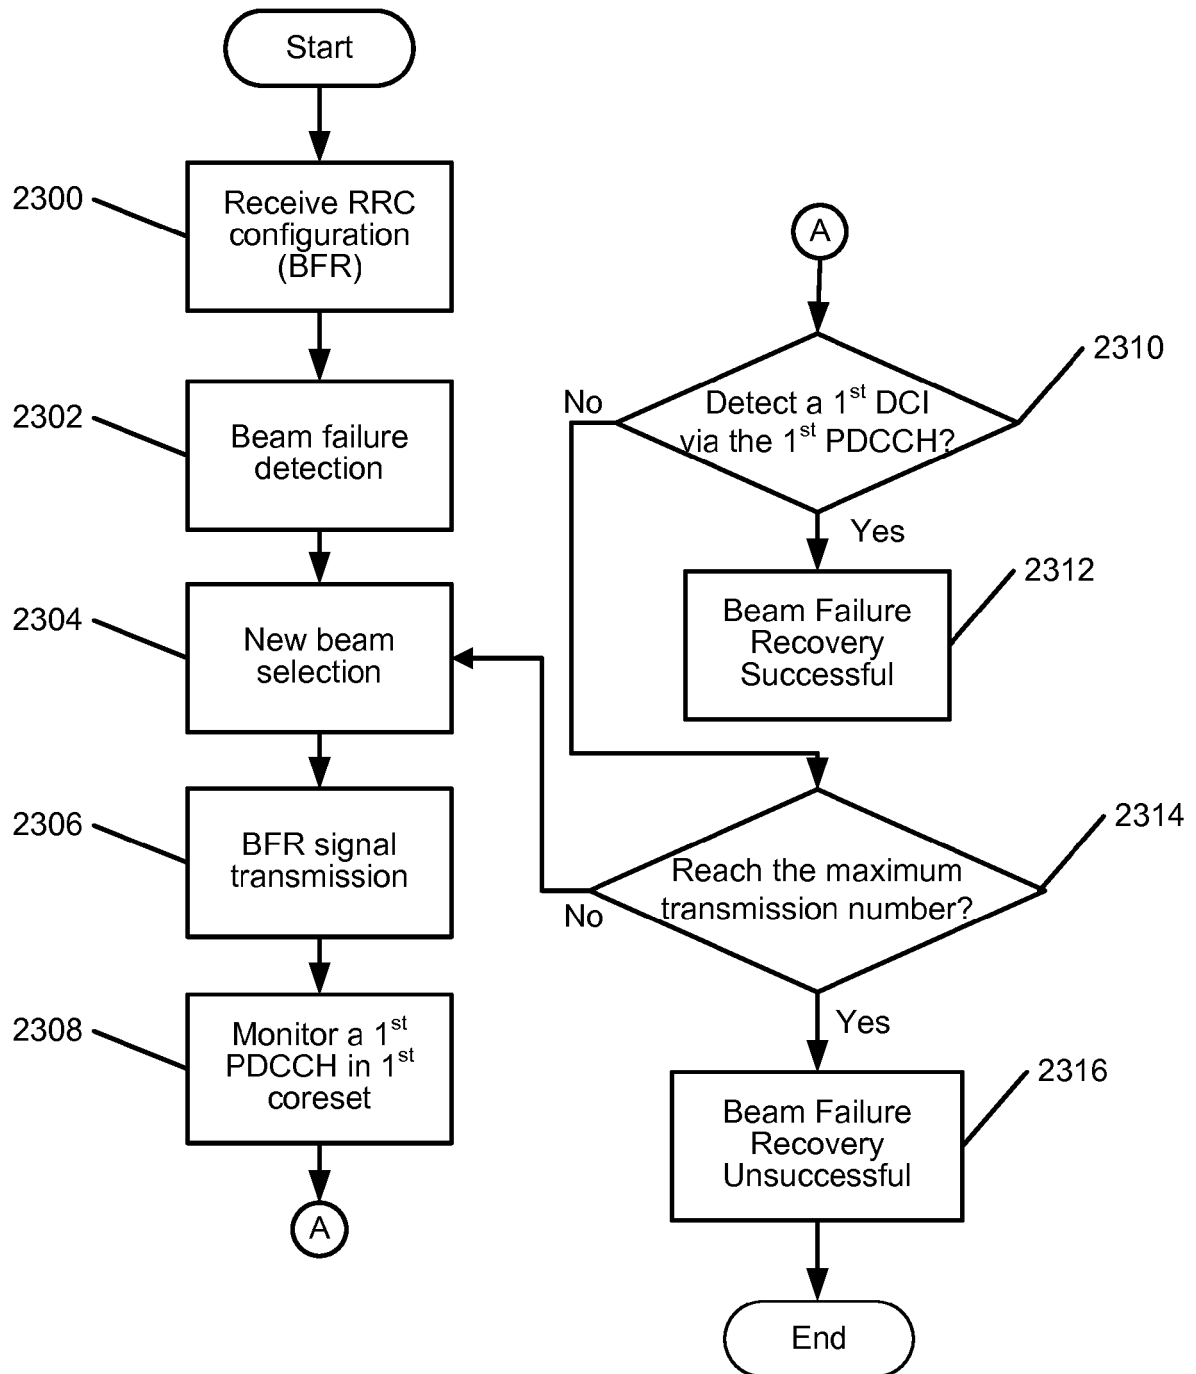 Start
2300
Receive RRC
configuration
(BFR)
2302
Beam failure
detection
2304
New beam
selection
2306
BFR signal
transmission
2308
Monitor a 1st
PDCCH in 1st
coreset
A
A
2310
Detect a 1st DCI
via the 1st PDCCH?
No
Yes
2312
Beam Failure
Recovery
Successful
2314
Reach the maximum
transmission number?
No
Yes
2316
Beam Failure
Recovery
Unsuccessful
End